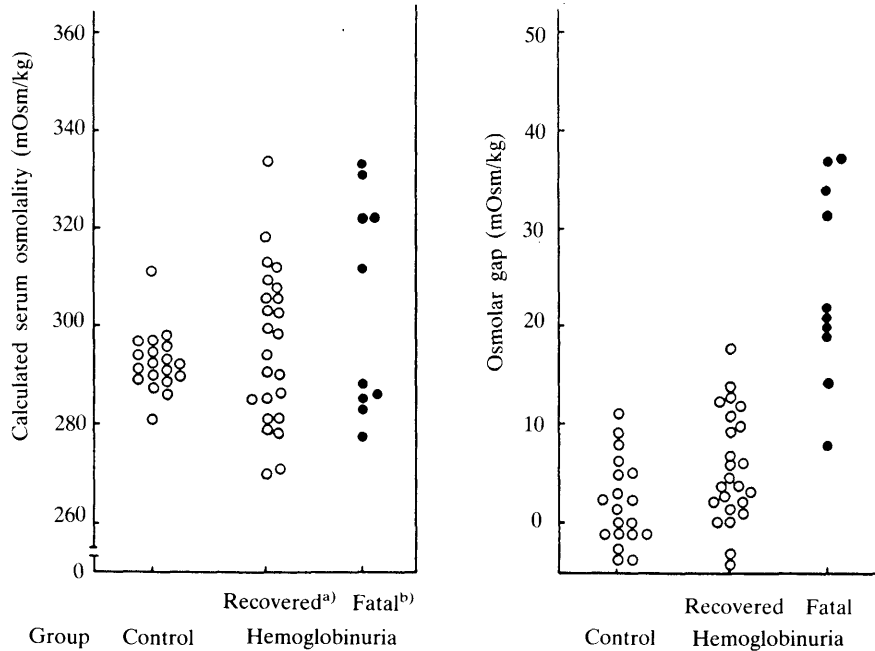 Calculated serum osmolality (mOsm/kg)
360
340
320
300
280
260
0
Recovered a) Fatal b)
Group Control Hemoglobinuria
Osmolar gap (mOsm/kg)
50
40
30
20
10
0
Recovered Fatal
Control Hemoglobinuria